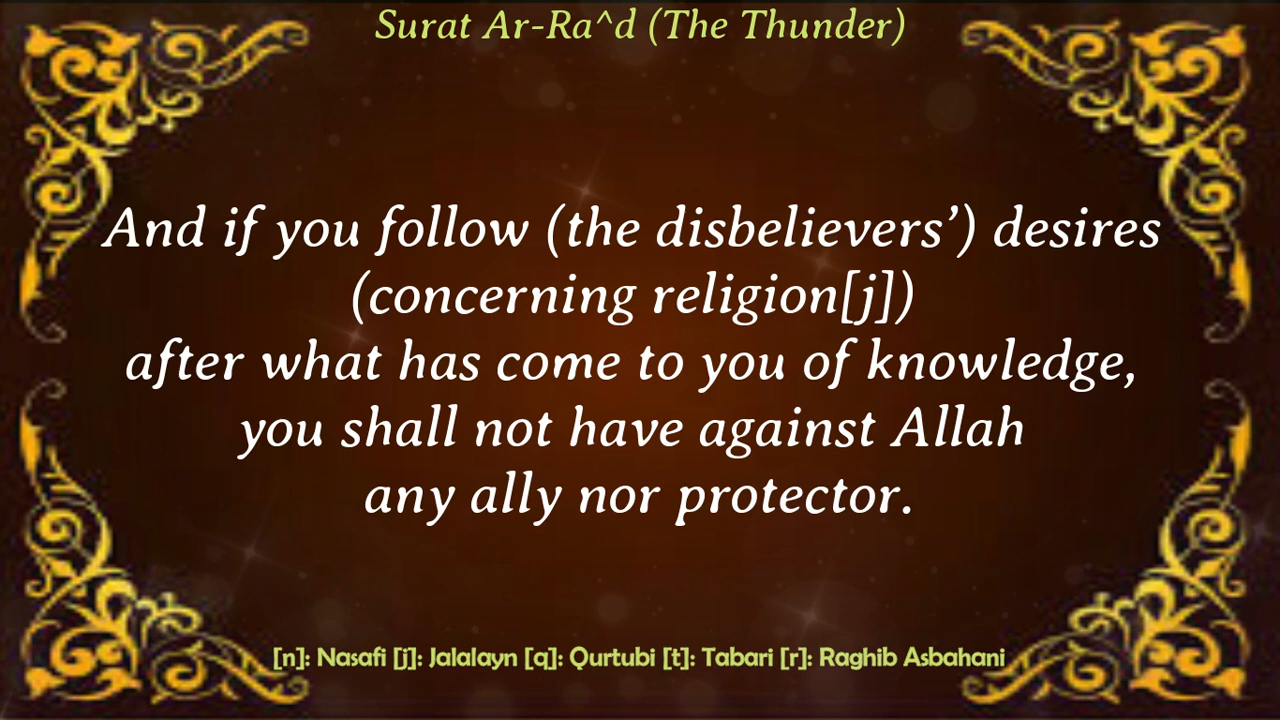 Surat Ar-Ra^d (The Thunder)
And if you follow (the disbelievers’) desires
(concerning religion[j])
after what has come to you of knowledge,
you shall not have against Allah
any ally nor protector.
[n]: Nasafi [j]: Jalalayn [q]: Qurtubi [t]: Tabari [r]: Raghib Asbahani